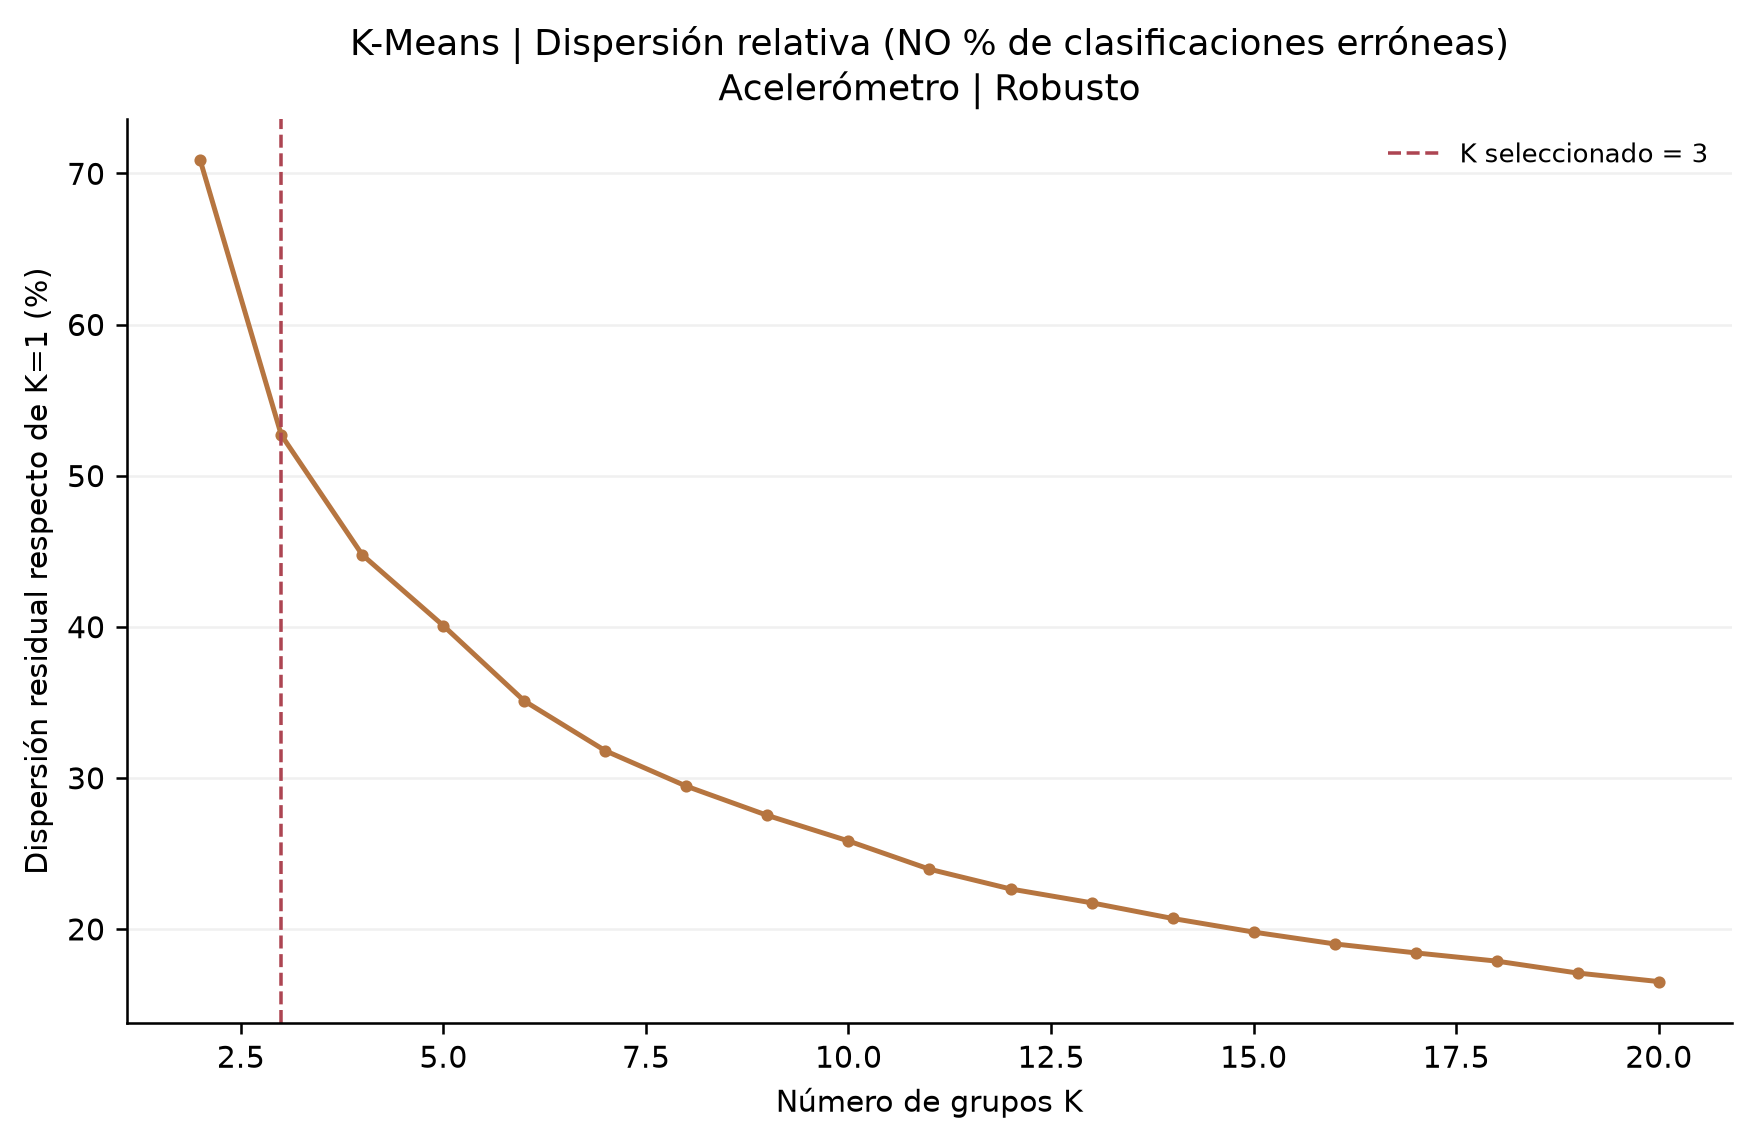 K-Means | Dispersión relativa (NO % de clasificaciones erróneas)
Acelerómetro | Robusto
K seleccionado = 3
Dispersión residual respecto de K=1 (%)
70
60
50
40
30
20
2.5 5.0 7.5 10.0 12.5 15.0 17.5 20.0
Número de grupos K